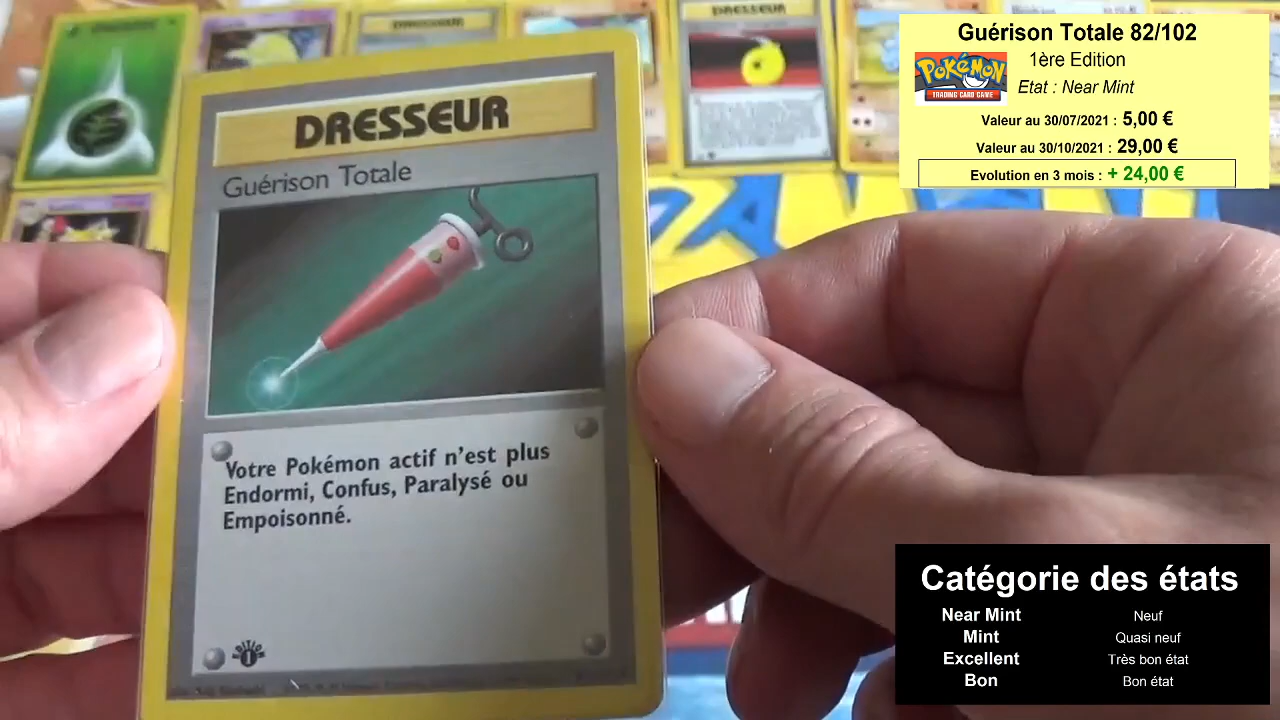 DRESSEUR
Guérison Totale
Votre Pokémon actif n'est plus
Endormi, Confus, Paralysé ou
Empoisonné.
EDITION
1
DRESSEUR
DRESSEUR
Guérison Totale 82/102
Pokémon
TRADING CARD GAME
1ère Edition
Etat : Near Mint
Valeur au 30/07/2021 : 5,00 €
Valeur au 30/10/2021 : 29,00 €
Evolution en 3 mois : + 24,00 €
Catégorie des états
Near Mint Neuf
Mint Quasi neuf
Excellent Très bon état
Bon Bon état